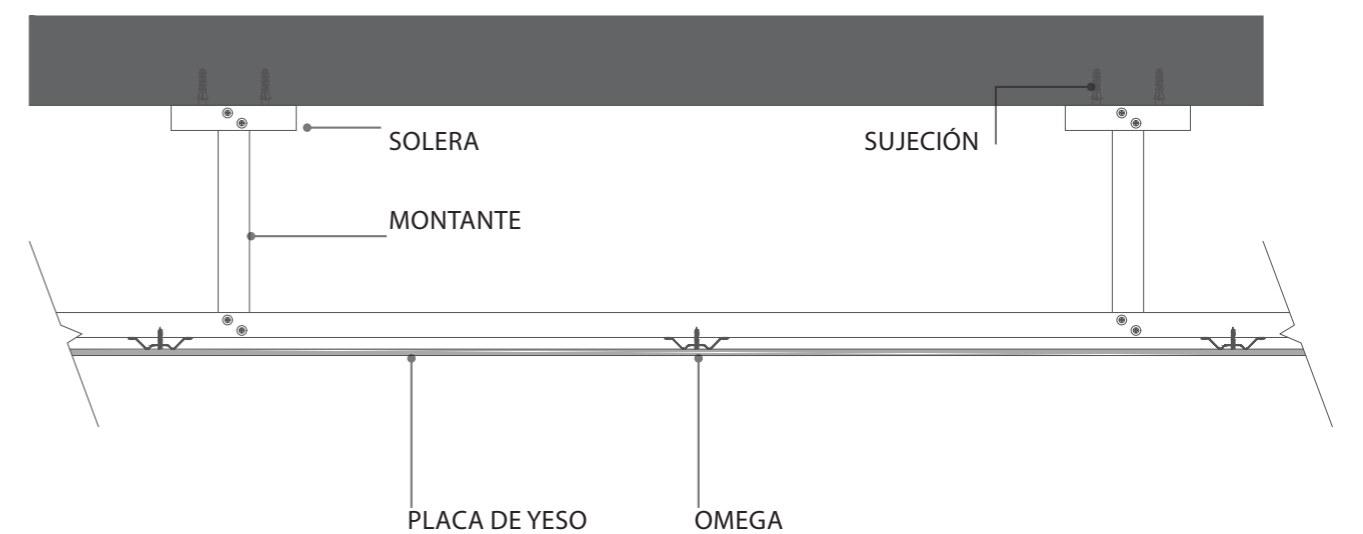 SOLERA
SUJECIÓN
MONTANTE
PLACA DE YESO
OMEGA